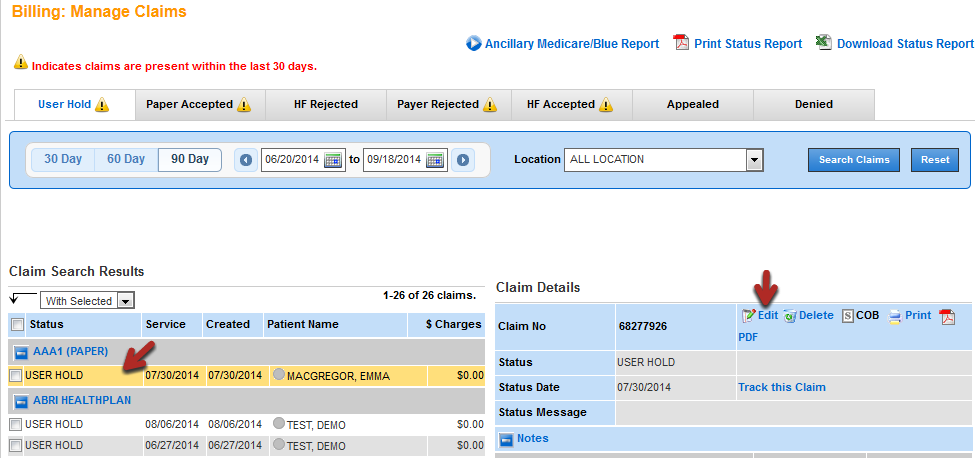 Billing: Manage Claims
Ancillary Medicare/Blue Report Print Status Report Download Status Report
Indicates claims are present within the last 30 days.
User Hold Paper Accepted HF Rejected Payer Rejected HF Accepted Appealed Denied
30 Day 60 Day 90 Day 06/20/2014 to 09/18/2014 Location ALL LOCATION Search Claims Reset
Claim Search Results
With Selected 1-26 of 26 claims.
Status Service Created Patient Name $ Charges
AAA1 (PAPER)
USER HOLD 07/30/2014 07/30/2014 MACGREGOR, EMMA $0.00
ABRI HEALTHPLAN
USER HOLD 08/06/2014 08/06/2014 TEST, DEMO $0.00
USER HOLD 06/27/2014 06/27/2014 TEST, DEMO $0.00
Claim Details
Claim No 68277926 Edit Delete S COB Print
PDF
Status USER HOLD
Status Date 07/30/2014 Track this Claim
Status Message
Notes